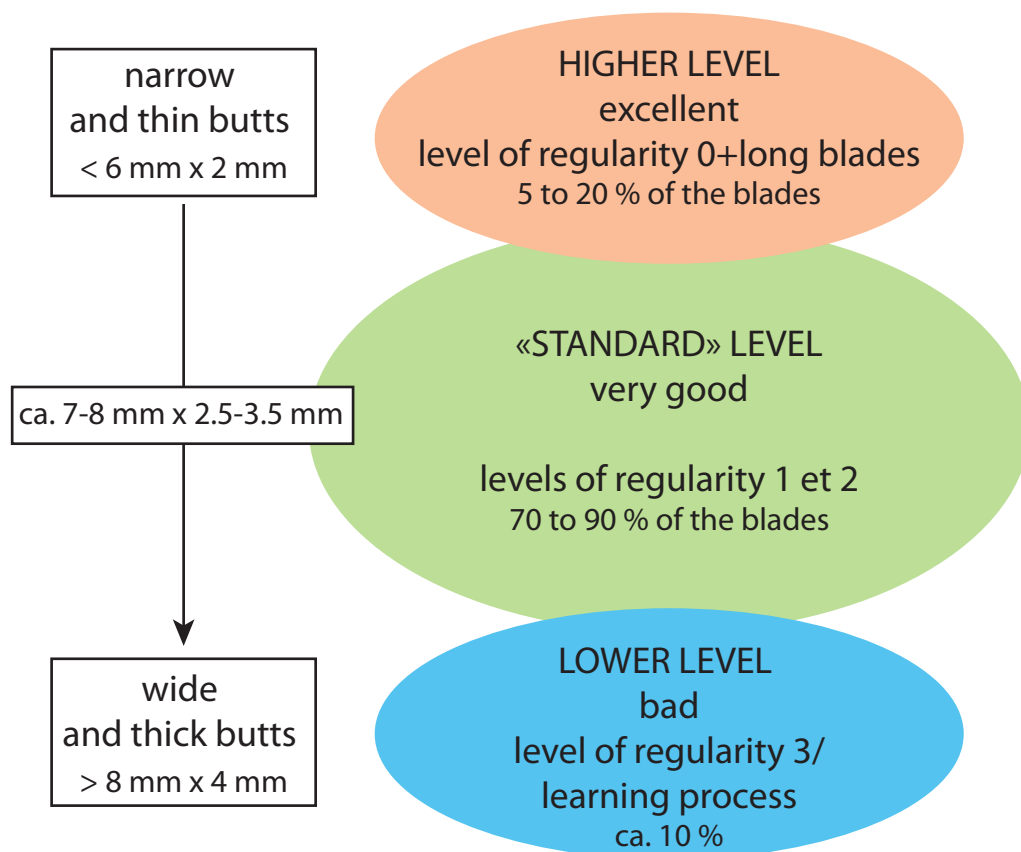 narrow
and thin butts
< 6 mm x 2 mm
HIGHER LEVEL
excellent
level of regularity 0+long blades
5 to 20 % of the blades
ca. 7-8 mm x 2.5-3.5 mm
«STANDARD» LEVEL
very good
levels of regularity 1 et 2
70 to 90 % of the blades
wide
and thick butts
> 8 mm x 4 mm
LOWER LEVEL
bad
level of regularity 3/
learning process
ca. 10 %